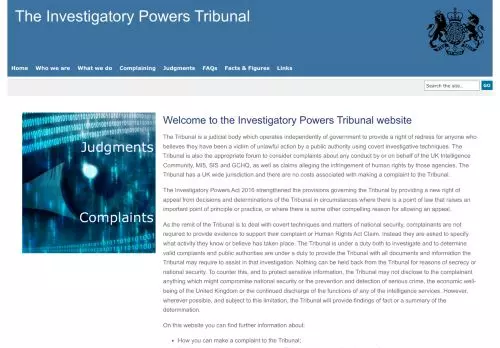 The Investigatory Powers Tribunal
Home Who we are What we do Complaining Judgments FAQs Facts & Figures Links
Search the site.. GO
Judgments
Complaints
Welcome to the Investigatory Powers Tribunal website
The Tribunal is a judicial body which operates independently of government to provide a right of redress for anyone who
believes they have been a victim of unlawful action by a public authority using covert investigative techniques. The
Tribunal is also the appropriate forum to consider complaints about any conduct by or on behalf of the UK Intelligence
Community, MI5, SIS and GCHQ, as well as claims alleging the infringement of human rights by those agencies. The
Tribunal has a UK wide jurisdiction and there are no costs associated with making a complaint to the Tribunal.
The Investigatory Powers Act 2016 strengthened the provisions governing the Tribunal by providing a new right of
appeal from decisions and determinations of the Tribunal in circumstances where there is a point of law that raises an
important point of principle or practice, or where there is some other compelling reason for allowing an appeal.
As the remit of the Tribunal is to deal with covert techniques and matters of national security, complainants are not
required to provide evidence to support their complaint or Human Rights Act Claim. Instead they are asked to specify
what activity they know or believe has taken place. The Tribunal is under a duty both to investigate and to determine
valid complaints and public authorities are under a duty to provide the Tribunal with all documents and information the
Tribunal may require to assist in that investigation. Nothing can be held back from the Tribunal for reasons of secrecy or
national security. To counter this, and to protect sensitive information, the Tribunal may not disclose to the complainant
anything which might compromise national security or the prevention and detection of serious crime, the economic well-
being of the United Kingdom or the continued discharge of the functions of any of the intelligence services. However,
wherever possible, and subject to this limitation, the Tribunal will provide findings of fact or a summary of the
determination.
On this website you can find further information about:
How you can make a complaint to the Tribunal;